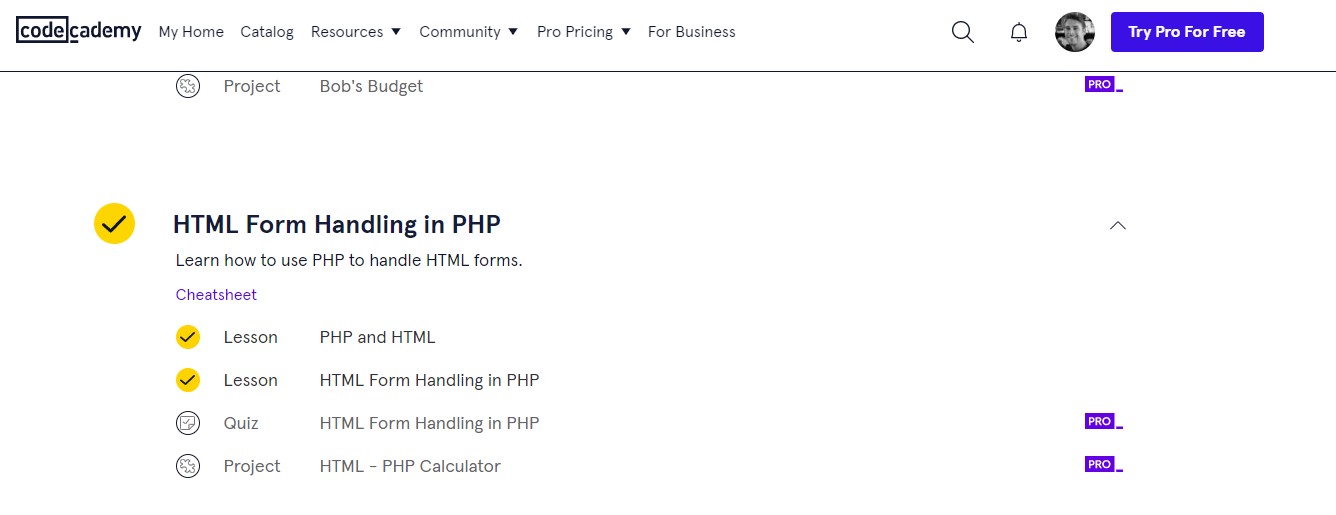 codecademy My Home Catalog Resources Community Pro Pricing For Business Try Pro For Free
Project Bob's Budget PRO
HTML Form Handling in PHP
Learn how to use PHP to handle HTML forms.
Cheatsheet
Lesson PHP and HTML
Lesson HTML Form Handling in PHP
Quiz HTML Form Handling in PHP PRO
Project HTML - PHP Calculator PRO